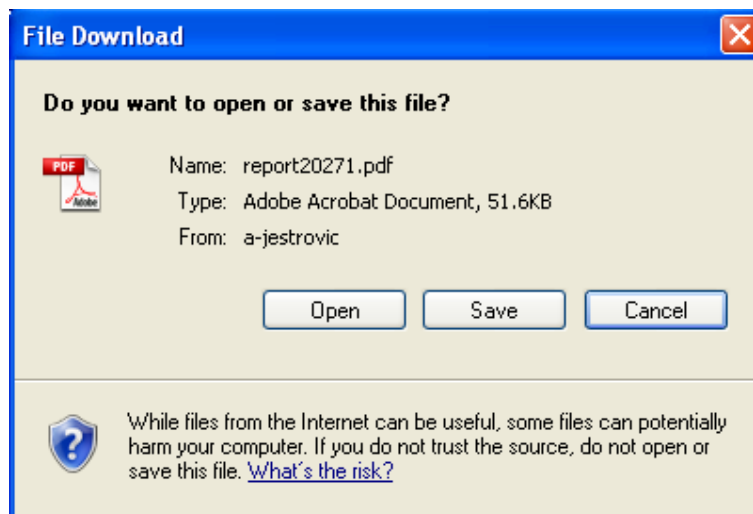 File Download
Do you want to open or save this file?
PDF
Adobe
Name: report20271.pdf
Type: Adobe Acrobat Document, 51.6KB
From: a-jestrovic
Open Save Cancel
While files from the Internet can be useful, some files can potentially
harm your computer. If you do not trust the source, do not open or
save this file. What's the risk?